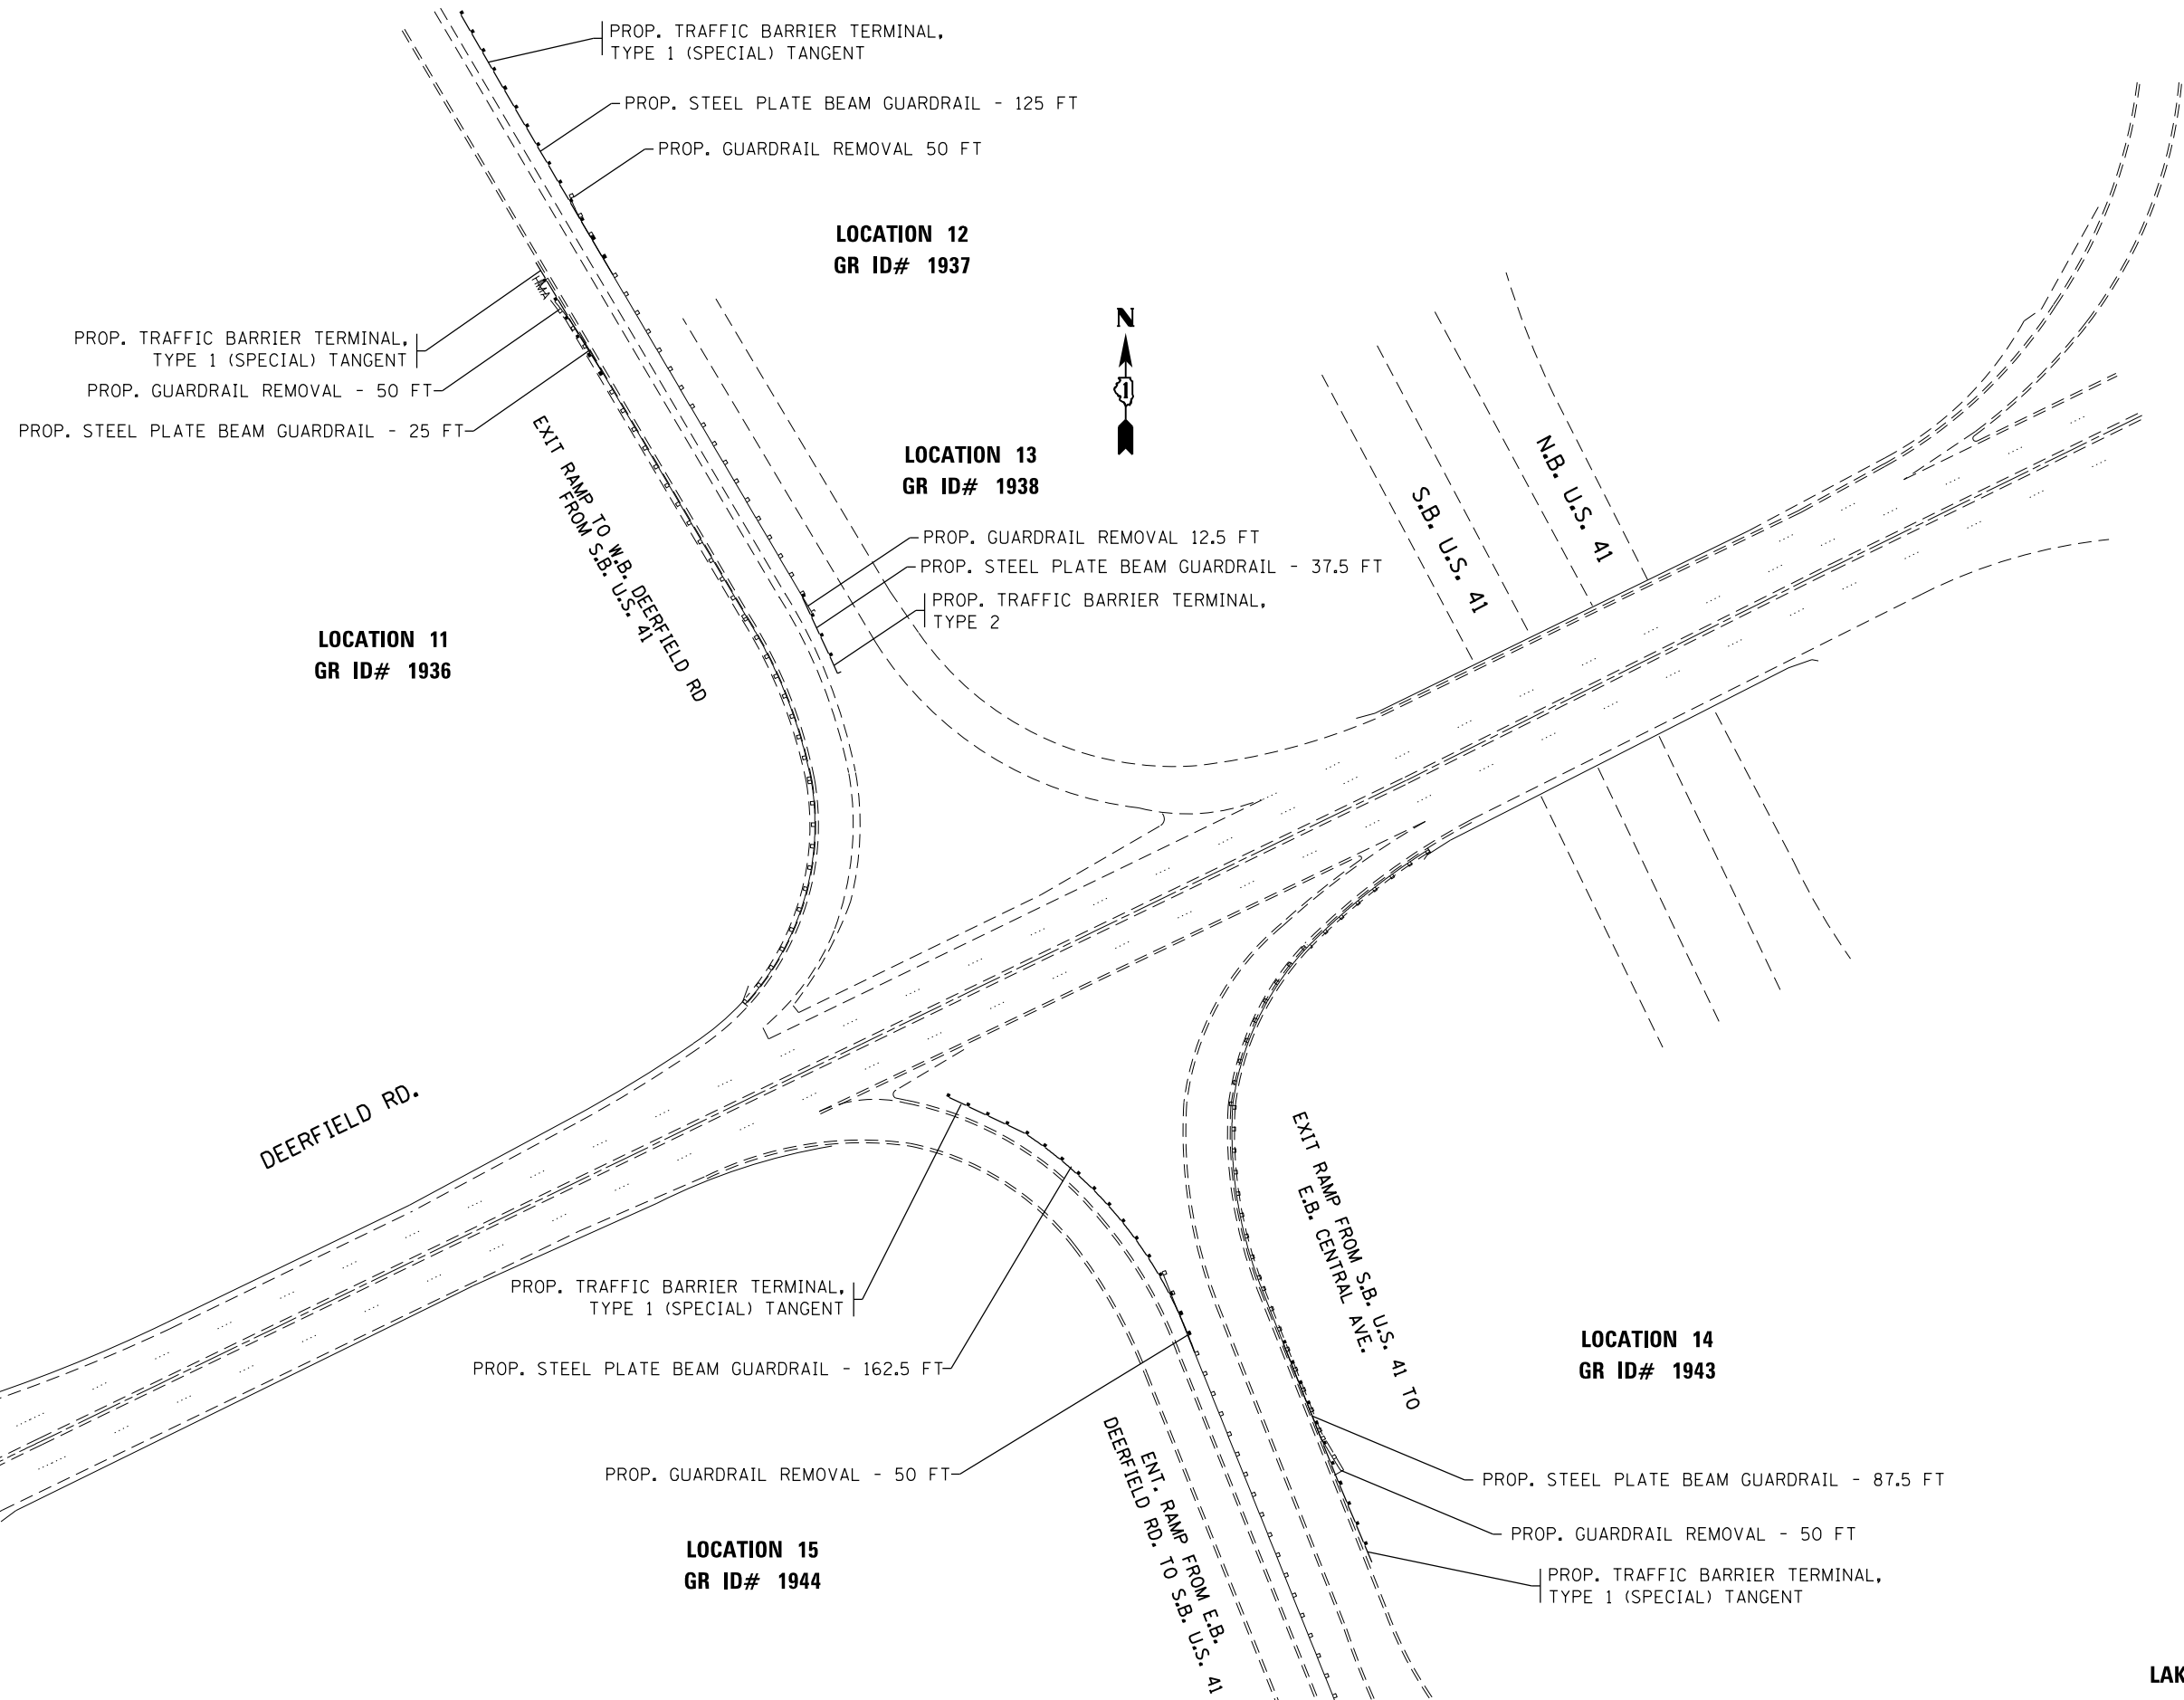 PROP. TRAFFIC BARRIER TERMINAL,
TYPE 1 (SPECIAL) TANGENT
PROP. STEEL PLATE BEAM GUARDRAIL - 125 FT
PROP. GUARDRAIL REMOVAL 50 FT
LOCATION 12
GR ID# 1937
N
1
HMA
PROP. TRAFFIC BARRIER TERMINAL,
TYPE 1 (SPECIAL) TANGENT
PROP. GUARDRAIL REMOVAL - 50 FT
PROP. STEEL PLATE BEAM GUARDRAIL - 25 FT
EXIT RAMP TO W.B. DEERFIELD RD
FROM S.B. U.S. 41
LOCATION 13
GR ID# 1938
S.B. U.S. 41
N.B. U.S. 41
PROP. GUARDRAIL REMOVAL 12.5 FT
PROP. STEEL PLATE BEAM GUARDRAIL - 37.5 FT
PROP. TRAFFIC BARRIER TERMINAL,
TYPE 2
LOCATION 11
GR ID# 1936
DEERFIELD RD.
EXIT RAMP FROM S.B. U.S. 41 TO
E.B. CENTRAL AVE.
PROP. TRAFFIC BARRIER TERMINAL,
TYPE 1 (SPECIAL) TANGENT
PROP. STEEL PLATE BEAM GUARDRAIL - 162.5 FT
LOCATION 14
GR ID# 1943
PROP. GUARDRAIL REMOVAL - 50 FT
ENT. RAMP FROM E.B.
DEERFIELD RD. TO S.B. U.S. 41
PROP. STEEL PLATE BEAM GUARDRAIL - 87.5 FT
PROP. GUARDRAIL REMOVAL - 50 FT
LOCATION 15
GR ID# 1944
PROP. TRAFFIC BARRIER TERMINAL,
TYPE 1 (SPECIAL) TANGENT
LAK